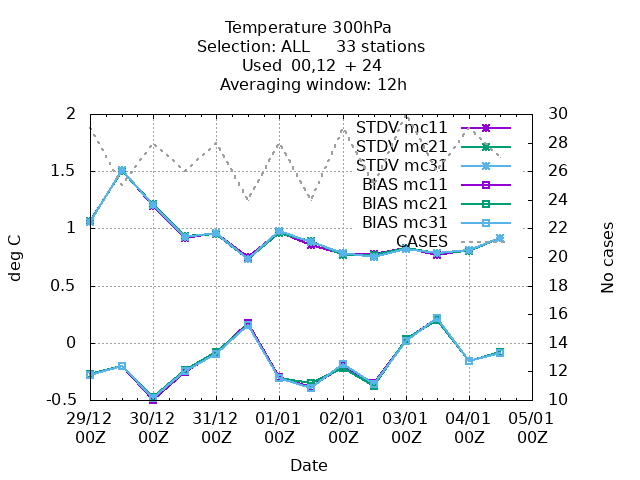 Temperature 300hPa
Selection: ALL     33 stations
Used  00,12  + 24
Averaging window: 12h
deg C
2
1.5
1
0.5
0
-0.5
STDV mc11
STDV mc21
STDV mc31
BIAS mc11
BIAS mc21
BIAS mc31
CASES
30
28
26
24
22
20
18
16
14
12
10
No cases
29/12 30/12 31/12 01/01 02/01 03/01 04/01 05/01
00Z 00Z 00Z 00Z 00Z 00Z 00Z 00Z
Date